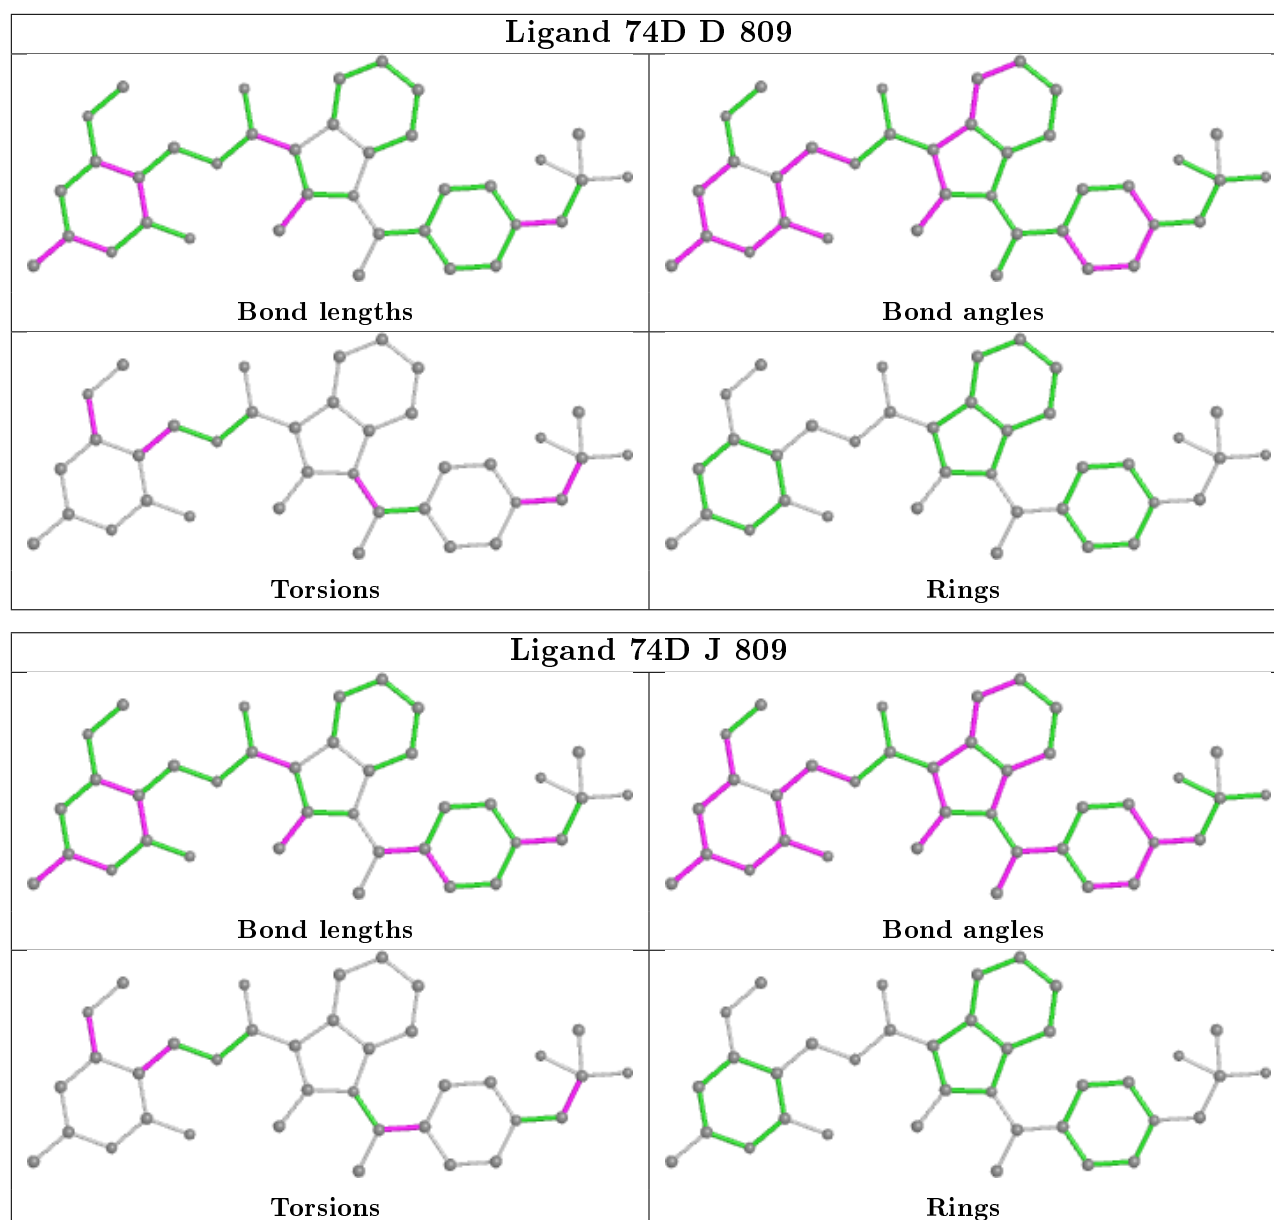 Ligand 74D D 809
Bond lengths
Bond angles
Torsions
Rings
Ligand 74D J 809
Bond lengths
Bond angles
Torsions
Rings